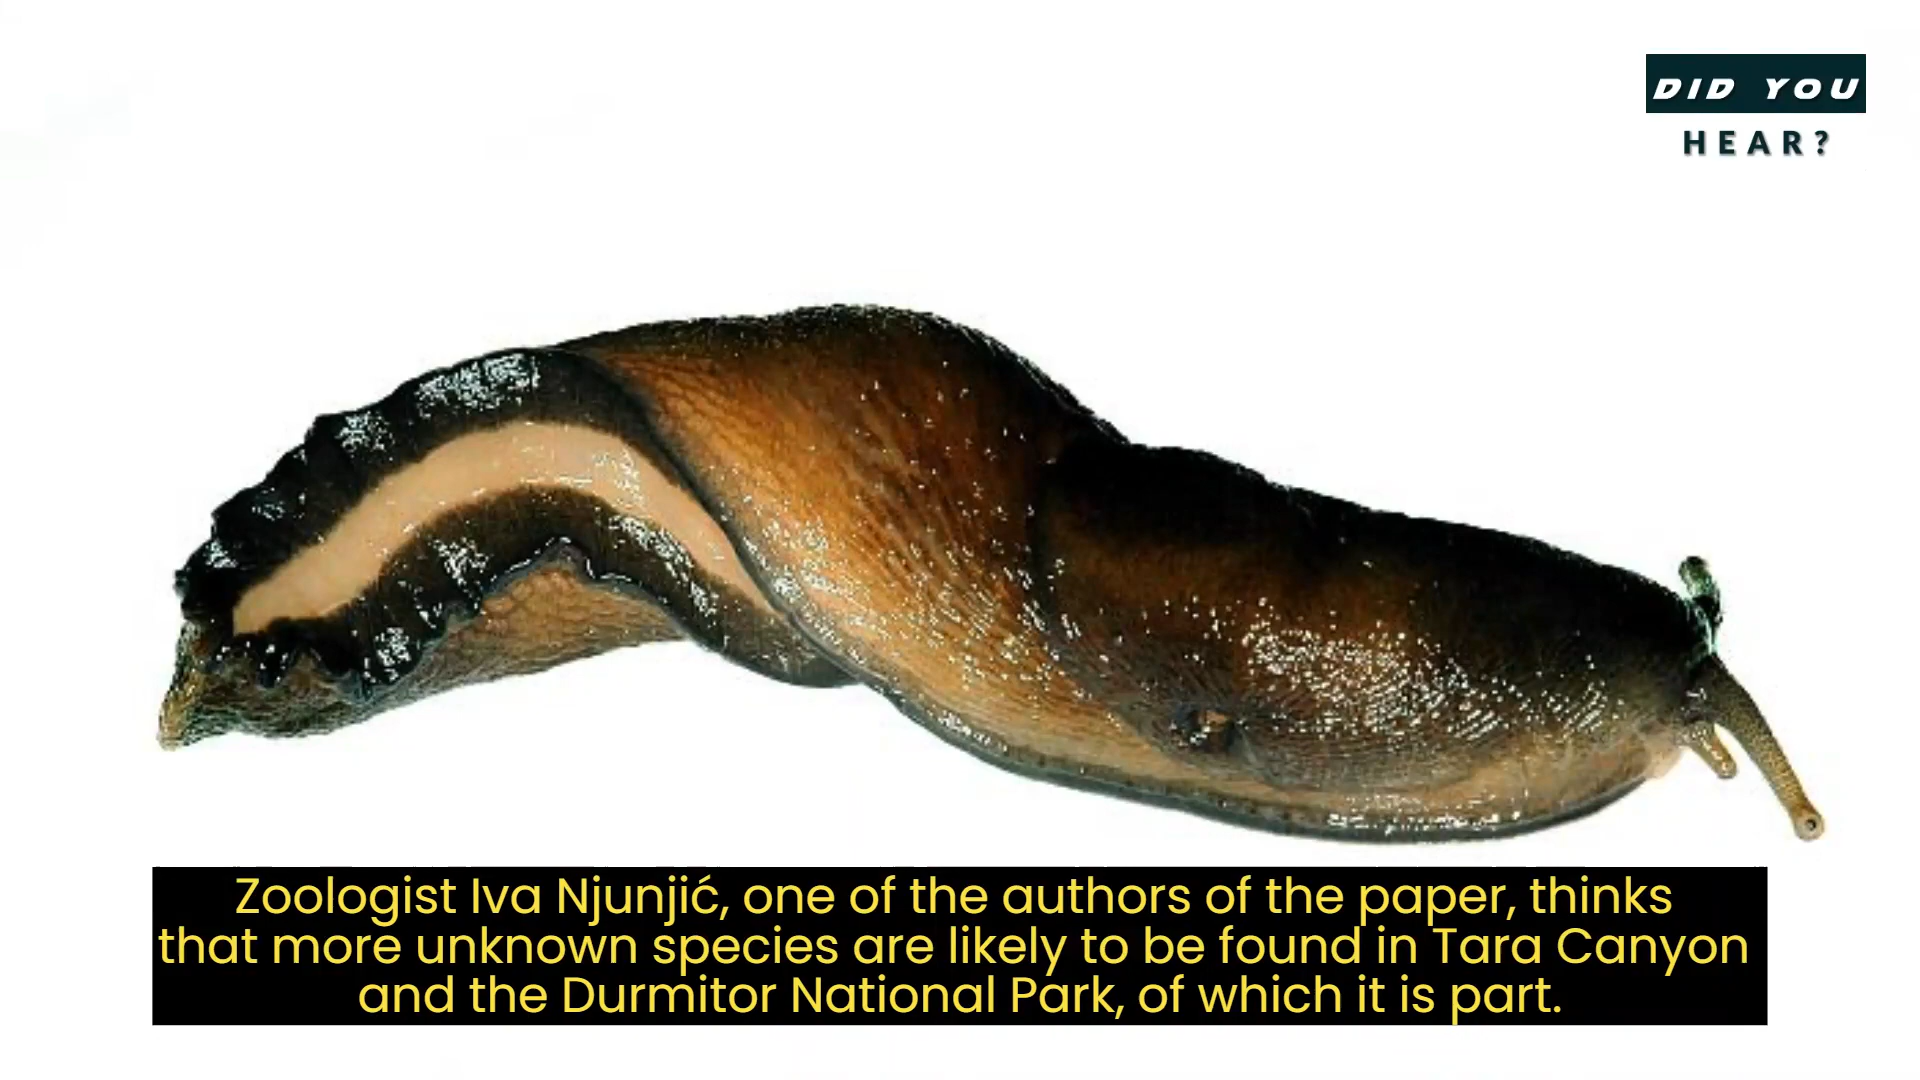 DID YOU
HEAR?
Zoologist Iva Njunjić, one of the authors of the paper, thinks
that more unknown species are likely to be found in Tara Canyon
and the Durmitor National Park, of which it is part.